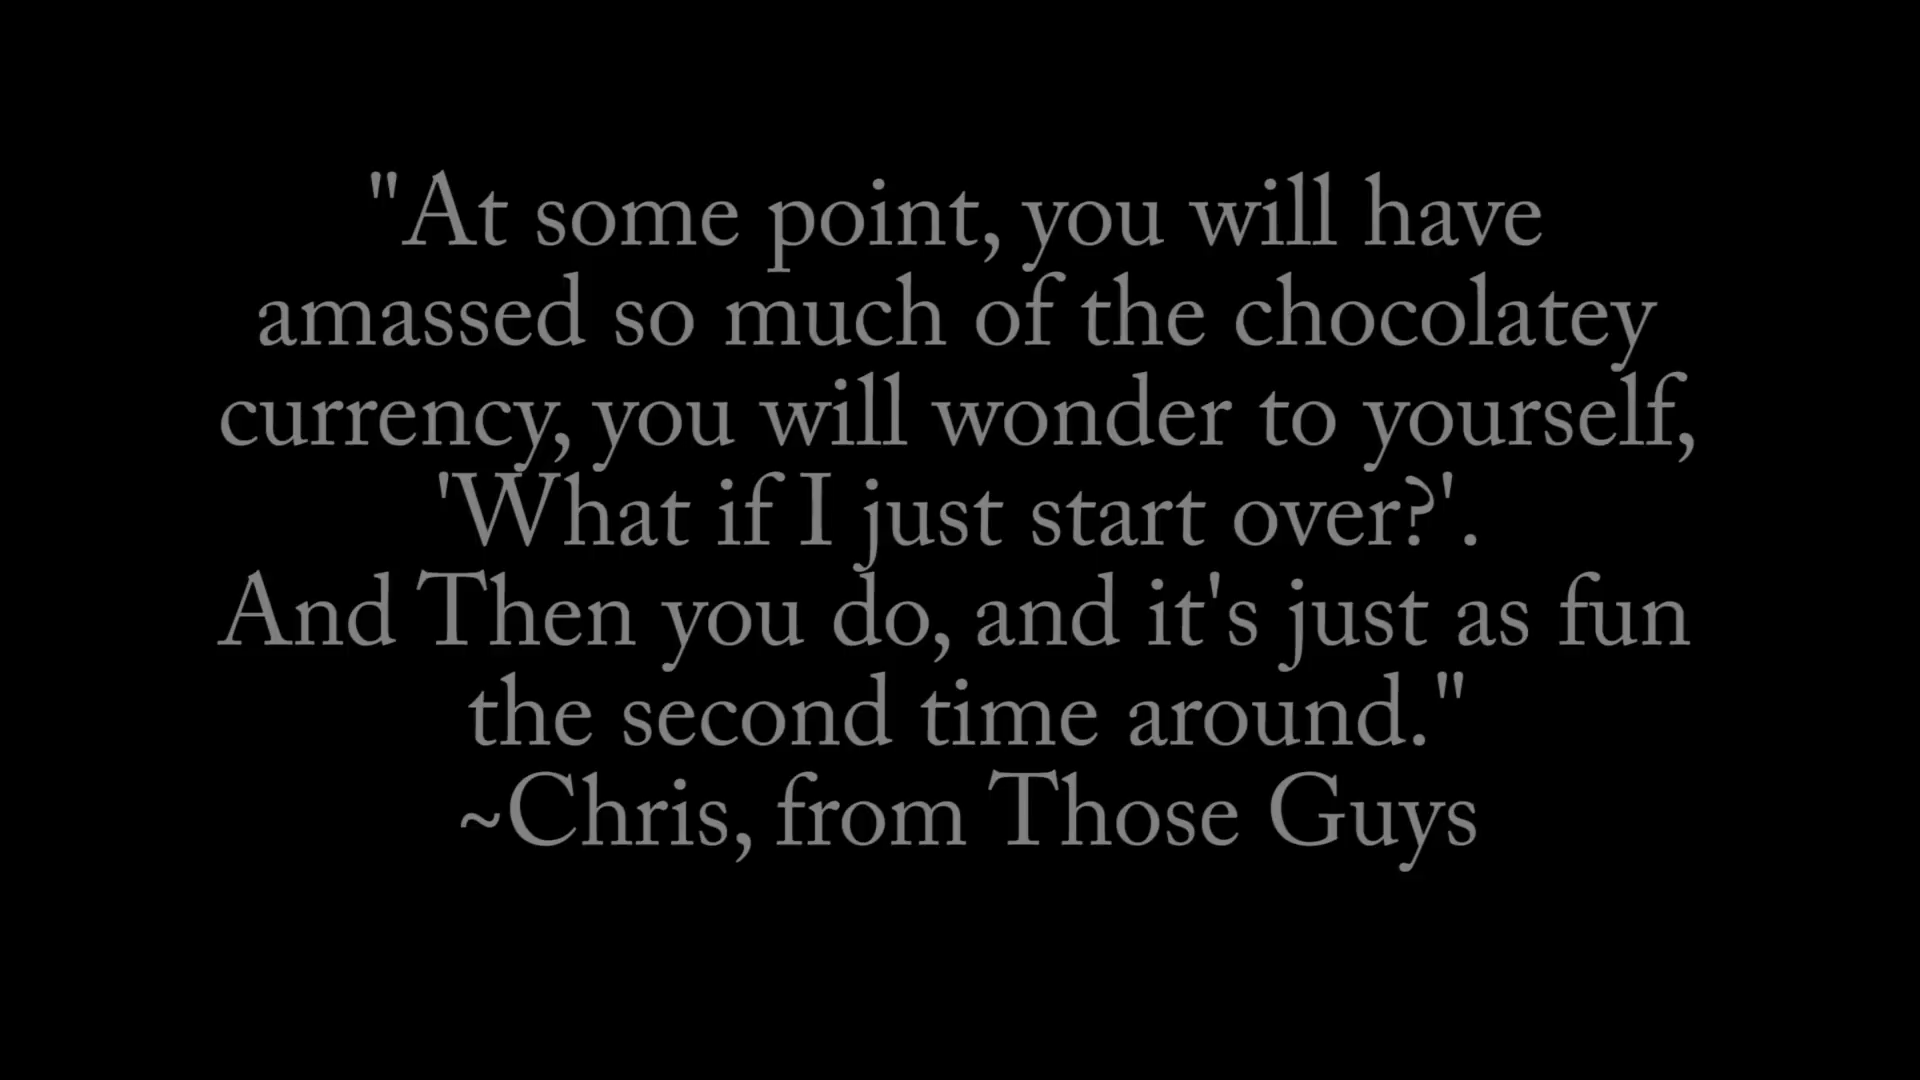 "At some point, you will have
amassed so much of the chocolatey
currency, you will wonder to yourself,
'What if I just start over?'.
And Then you do, and it's just as fun
the second time around."
~Chris, from Those Guys